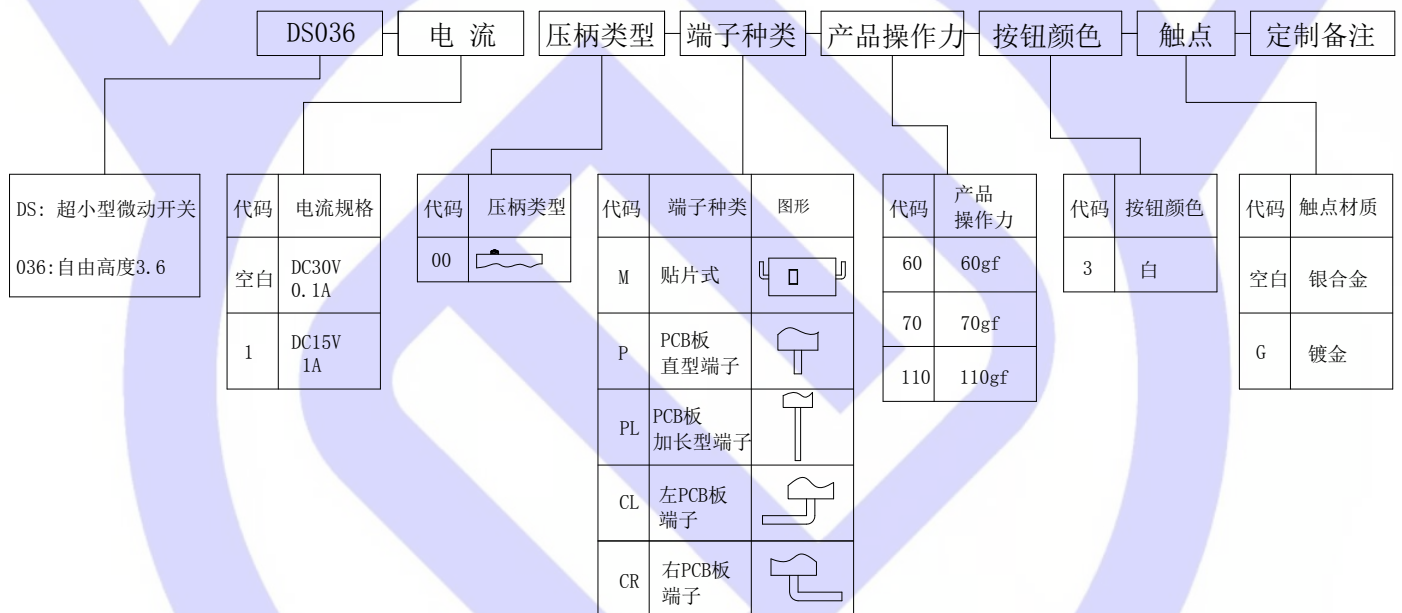 DS036 电 流 压柄类型 端子种类 产品操作力 按钮颜色 触点 定制备注
DS: 超小型微动开关
036:自由高度3.6
代码 电流规格
空白 DC30V
0.1A
1 DC15V
1A
代码 压柄类型
00
代码 端子种类 图形
M 贴片式
P PCB板
直型端子
PL PCB板
加长型端子
CL 左PCB板
端子
CR 右PCB板
端子
代码 产品
操作力
60 60gf
70 70gf
110 110gf
代码 按钮颜色
3 白
代码 触点材质
空白 银合金
G 镀金